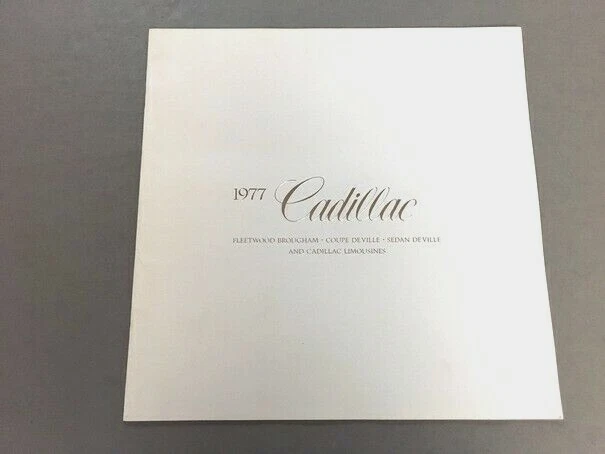 1977 Cadillac
FLEETWOOD BROUGHAM • COUPE DEVILLE • SEDAN DEVILLE
AND CADILLAC LIMOUSINES